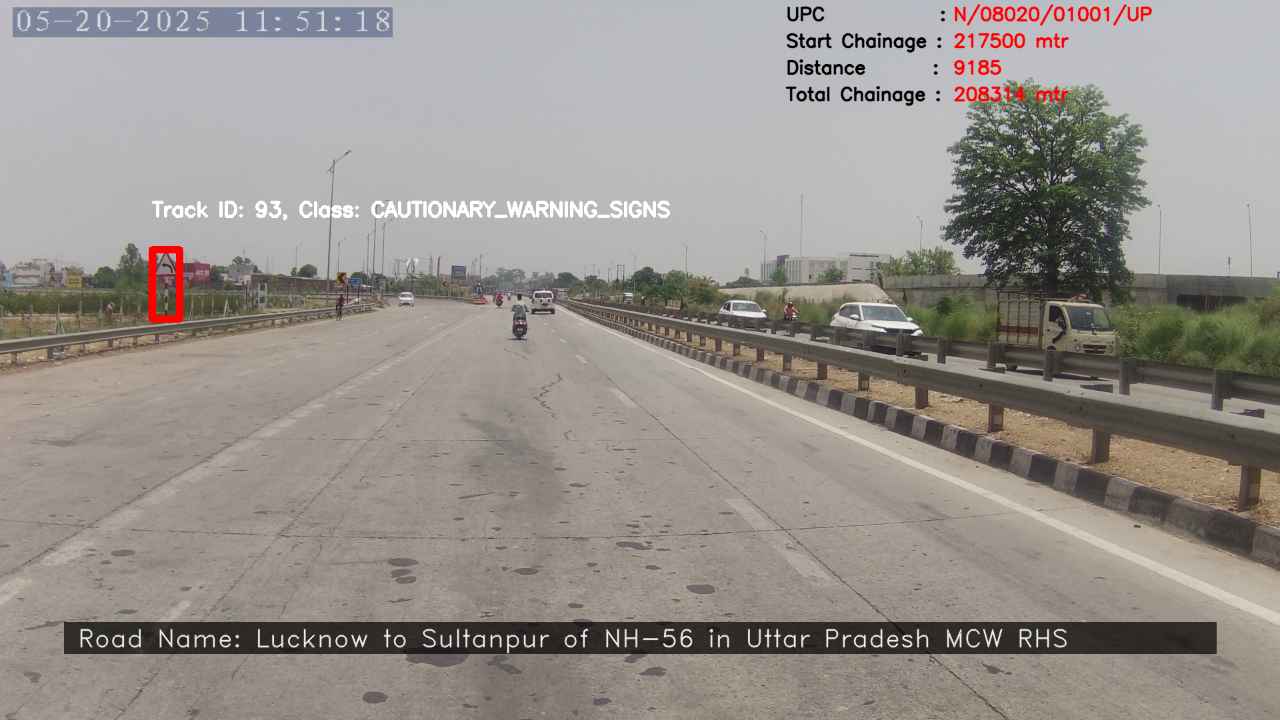 05-20-2025 11:51:18
UPC : N/08020/01001/UP
Start Chainage : 217500 mtr
Distance : 9185
Total Chainage : 208314 mtr
Track ID: 93, Class: CAUTIONARY_WARNING_SIGNS
Road Name: Lucknow to Sultanpur of NH-56 in Uttar Pradesh MCW RHS